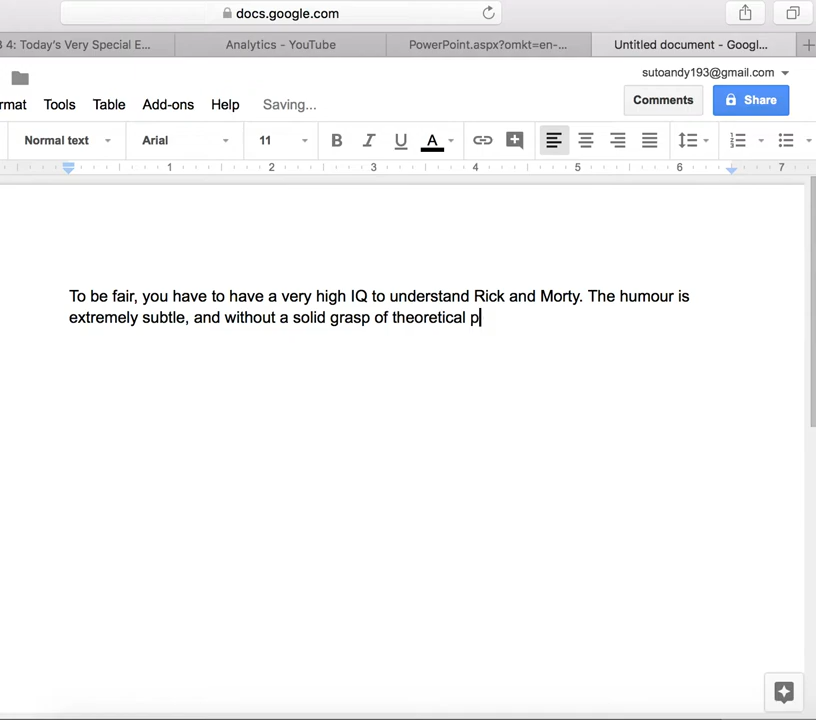 docs.google.com
4: Today's Very Special E...
Analytics - YouTube
PowerPoint.aspx?omkt=en-...
Untitled document - Googl...
sutoandy193@gmail.com
rmat Tools Table Add-ons Help Saving...
Comments
Share
Normal text Arial 11 B I U A
1 2 3 4 5 6 7
To be fair, you have to have a very high IQ to understand Rick and Morty. The humour is
extremely subtle, and without a solid grasp of theoretical p